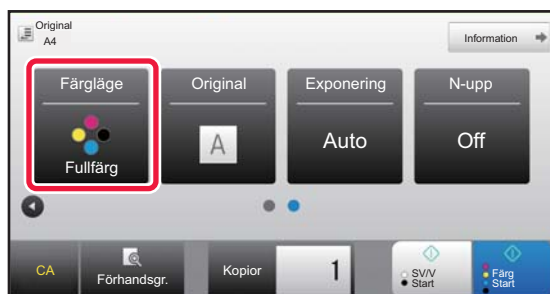 Original
A4
Information
Färgläge
Original
Exponering
N-upp
A
Auto
Off
Fullfärg
CA
Förhandsgr.
Kopior
1
SV/V
Start
Färg
Start